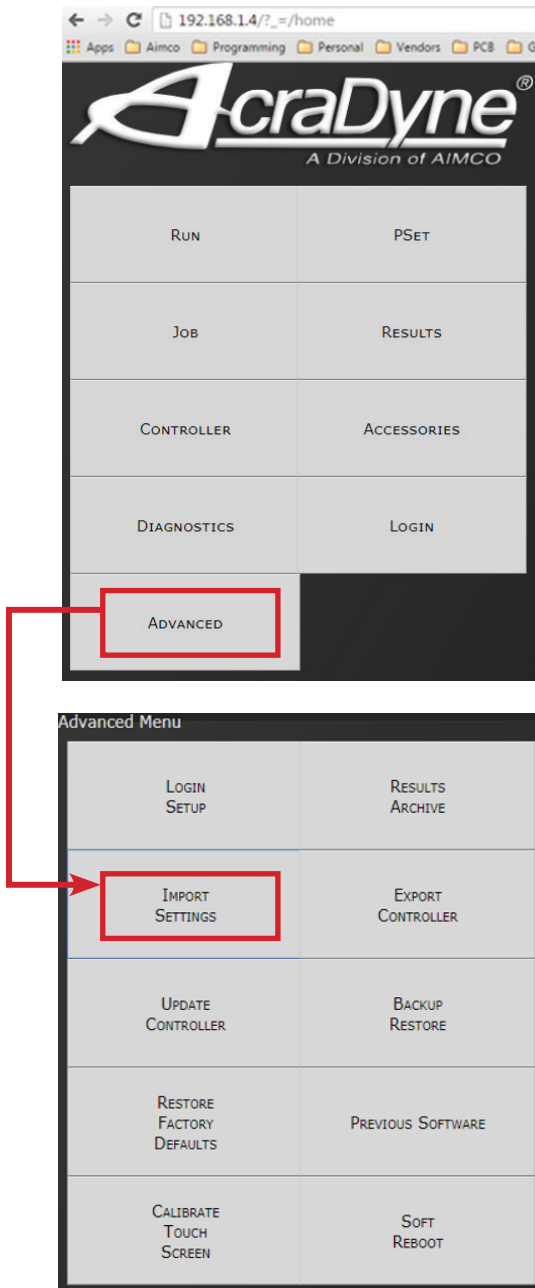 192.168.1.4/?_=/home
Apps Aimco Programming Personal Vendors PCB G
AcraDyne®
A Division of AIMCO
Run PSet
Job Results
Controller Accessories
Diagnostics Login
Advanced
Advanced Menu
Login
Setup
Results
Archive
Import
Settings
Export
Controller
Update
Controller
Backup
Restore
Restore
Factory
Defaults
Previous Software
Calibrate
Touch
Screen
Soft
Reboot